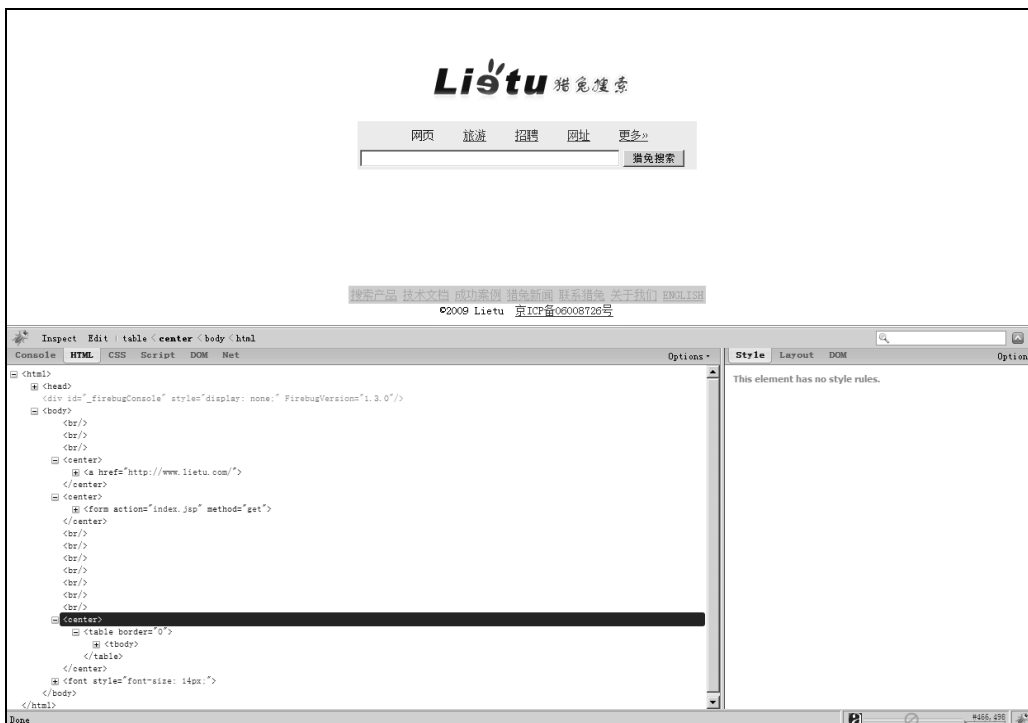 Lietu 猎兔搜索
网页 旅游 招聘 网址 更多»
猎兔搜索
搜索产品 技术文档 成功案例 猎兔新闻 联系猎兔 关于我们 ENGLISH
©2009 Lietu 京ICP备06008726号
Inspect Edit | table < center < body < html
Console HTML CSS Script DOM Net Options
Style Layout DOM Option
This element has no style rules.
<html>
<head>
<div id="_firebugConsole" style="display: none;" FirebugVersion="1.3.0"/>
<body>
<br/>
<br/>
<br/>
<center>
<a href="http://www.lietu.com/">
</center>
<center>
<form action="index.jsp" method="get">
</center>
<br/>
<br/>
<br/>
<br/>
<br/>
<br/>
<br/>
<center>
<table border="0">
<tbody>
</table>
</center>
<font style="font-size: 14px;">
</body>
</html>
Done
#466, 498